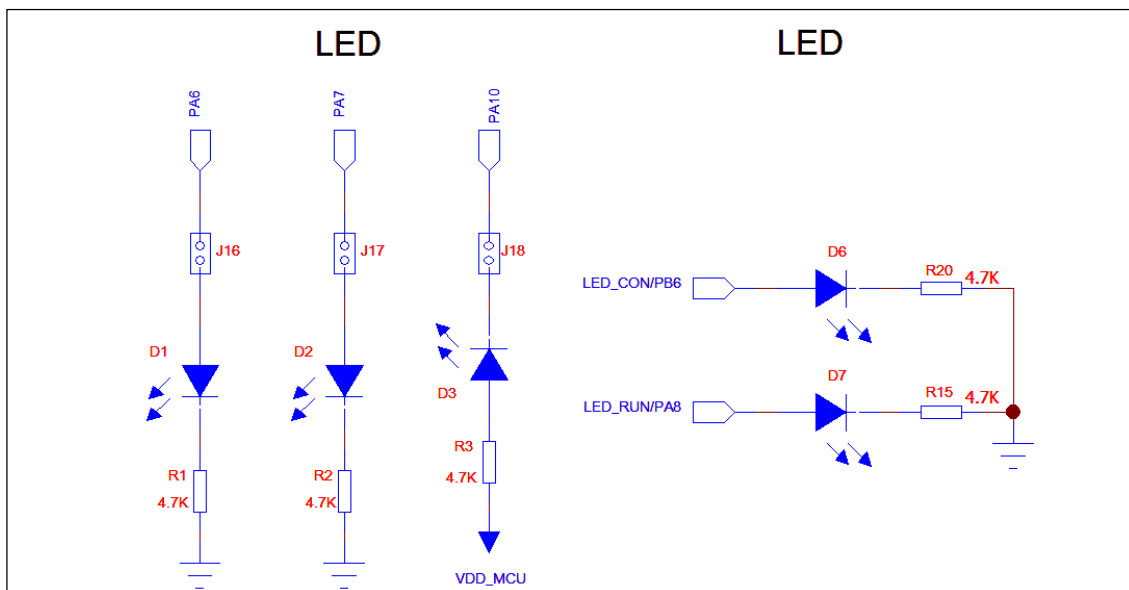 LED
LED
PA6
PA7
PA10
J16
J17
J18
D1
D2
D3
R1
4.7K
R2
4.7K
R3
4.7K
VDD_MCU
D6
LED_CON/PB6
R20
4.7K
D7
LED_RUN/PA8
R15
4.7K